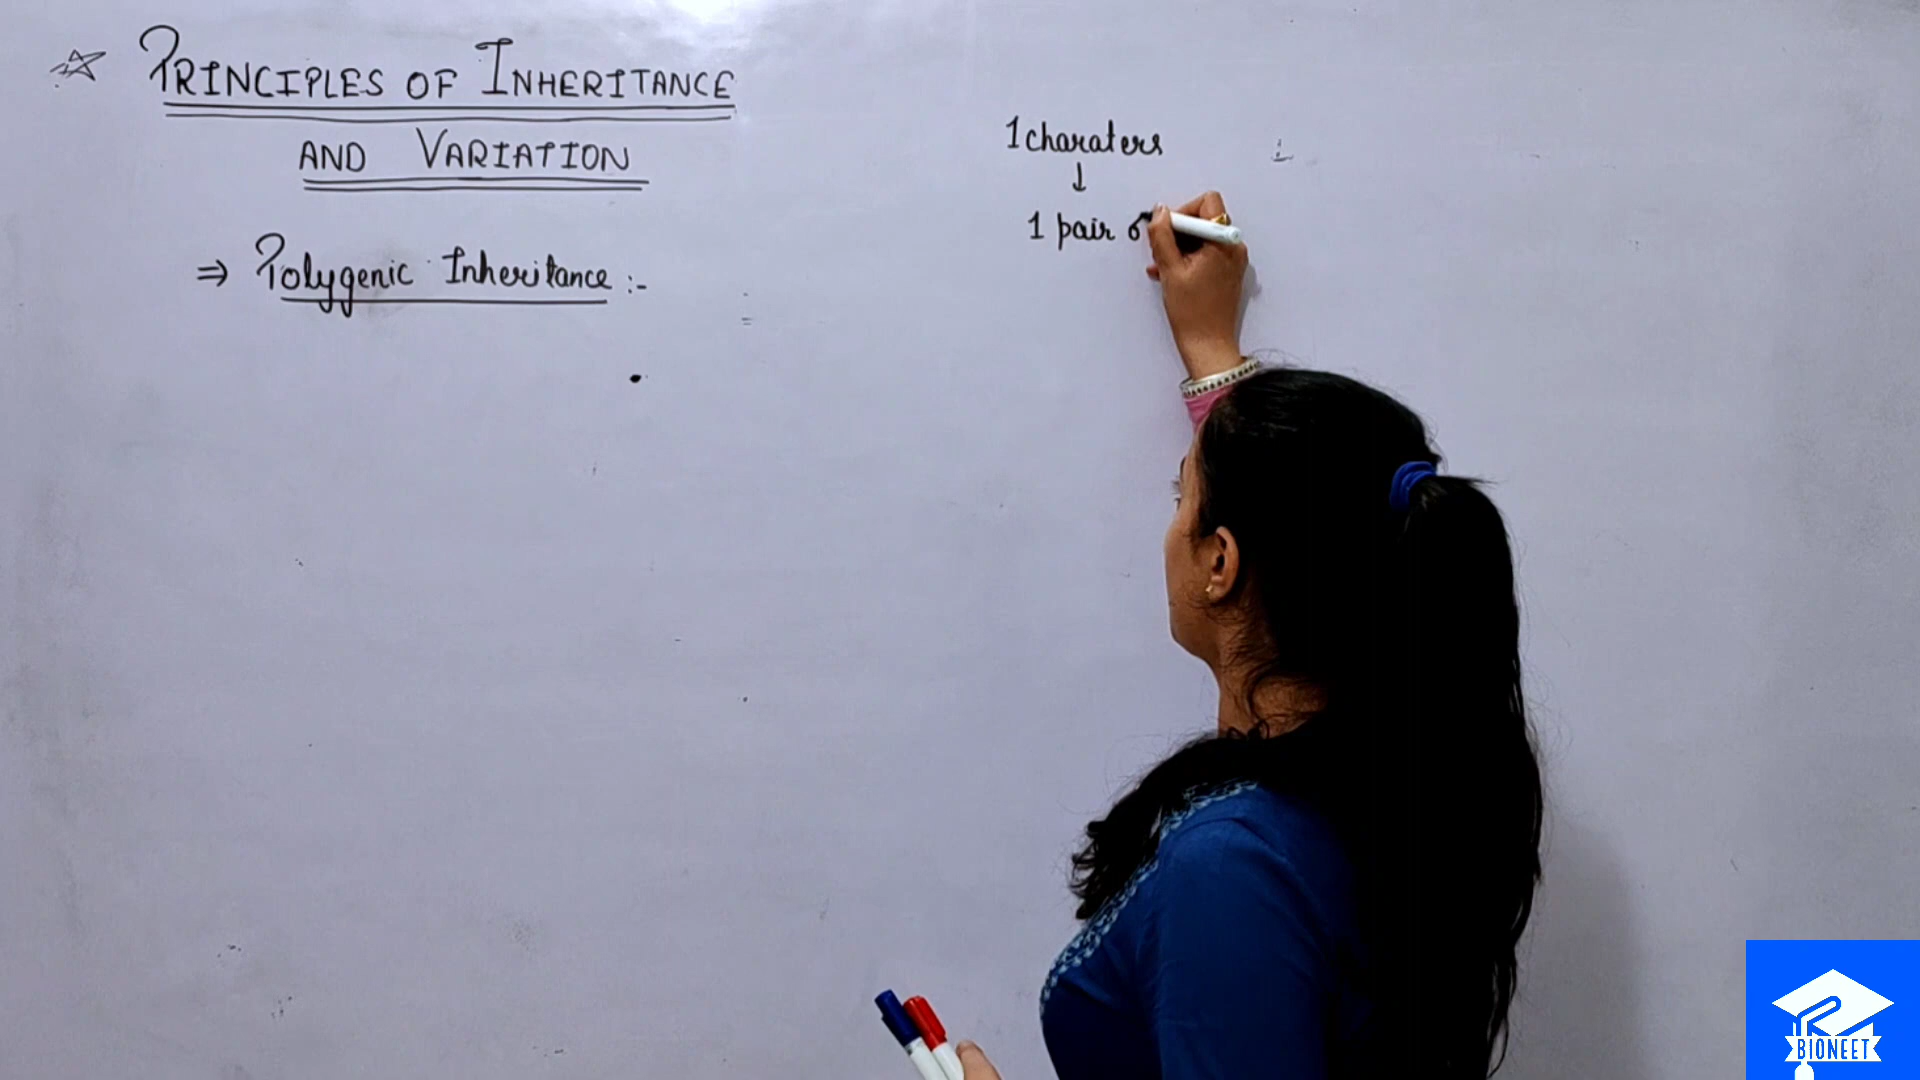 PRINCIPLES OF INHERITANCE
AND VARIATION
⇒ Polygenic Inheritance :-
1 charaters
↓
1 pair o
BIONEET